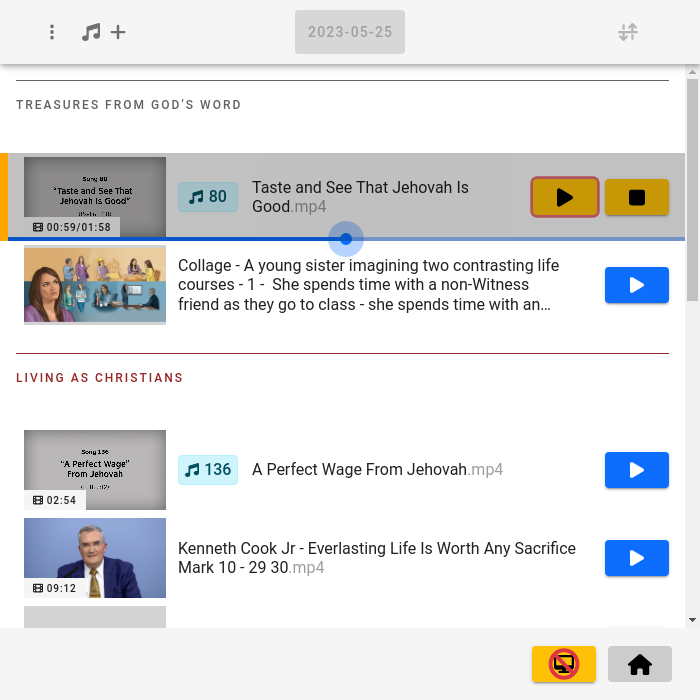 2023-05-25
TREASURES FROM GOD'S WORD
Song 80
"Taste and See That
Jehovah Is Good"
00:59/01:58
80
Taste and See That Jehovah Is
Good.mp4
Collage - A young sister imagining two contrasting life
courses - 1 - She spends time with a non-Witness
friend as they go to class - she spends time with an…
LIVING AS CHRISTIANS
Song 136
"A Perfect Wage"
From Jehovah
02:54
136
A Perfect Wage From Jehovah.mp4
09:12
Kenneth Cook Jr - Everlasting Life Is Worth Any Sacrifice
Mark 10 - 29 30.mp4